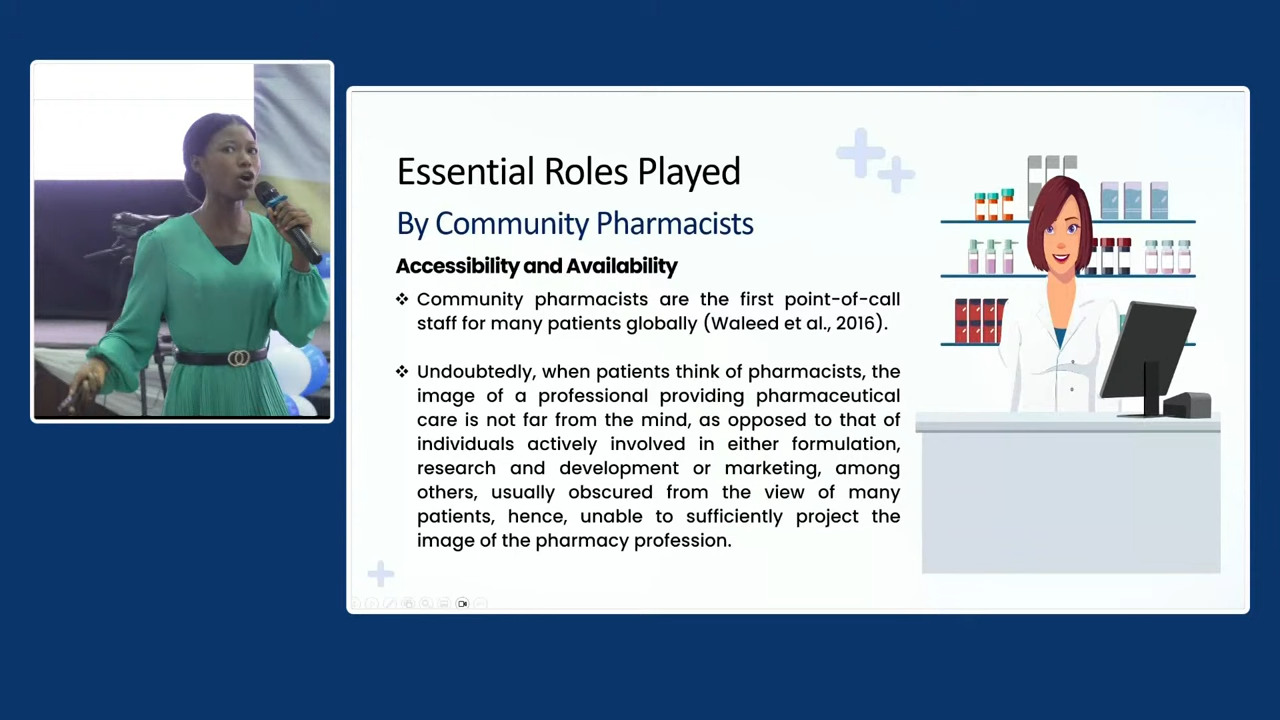 Essential Roles Played
By Community Pharmacists
Accessibility and Availability
❖ Community pharmacists are the first point-of-call
staff for many patients globally (Waleed et al., 2016).
❖ Undoubtedly, when patients think of pharmacists, the
image of a professional providing pharmaceutical
care is not far from the mind, as opposed to that of
individuals actively involved in either formulation,
research and development or marketing, among
others, usually obscured from the view of many
patients, hence, unable to sufficiently project the
image of the pharmacy profession.